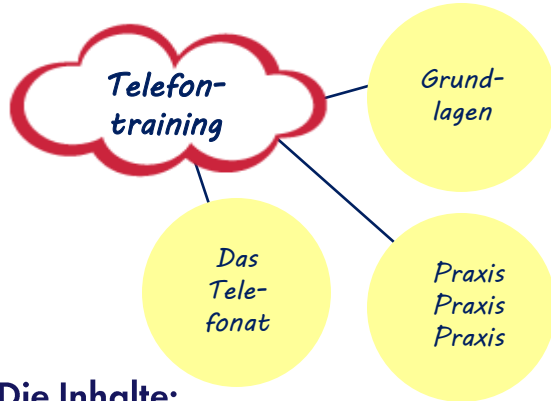 Telefon-
training
Grund-
lagen
Das
Tele-
fonat
Praxis
Praxis
Praxis
Die Inhalte: